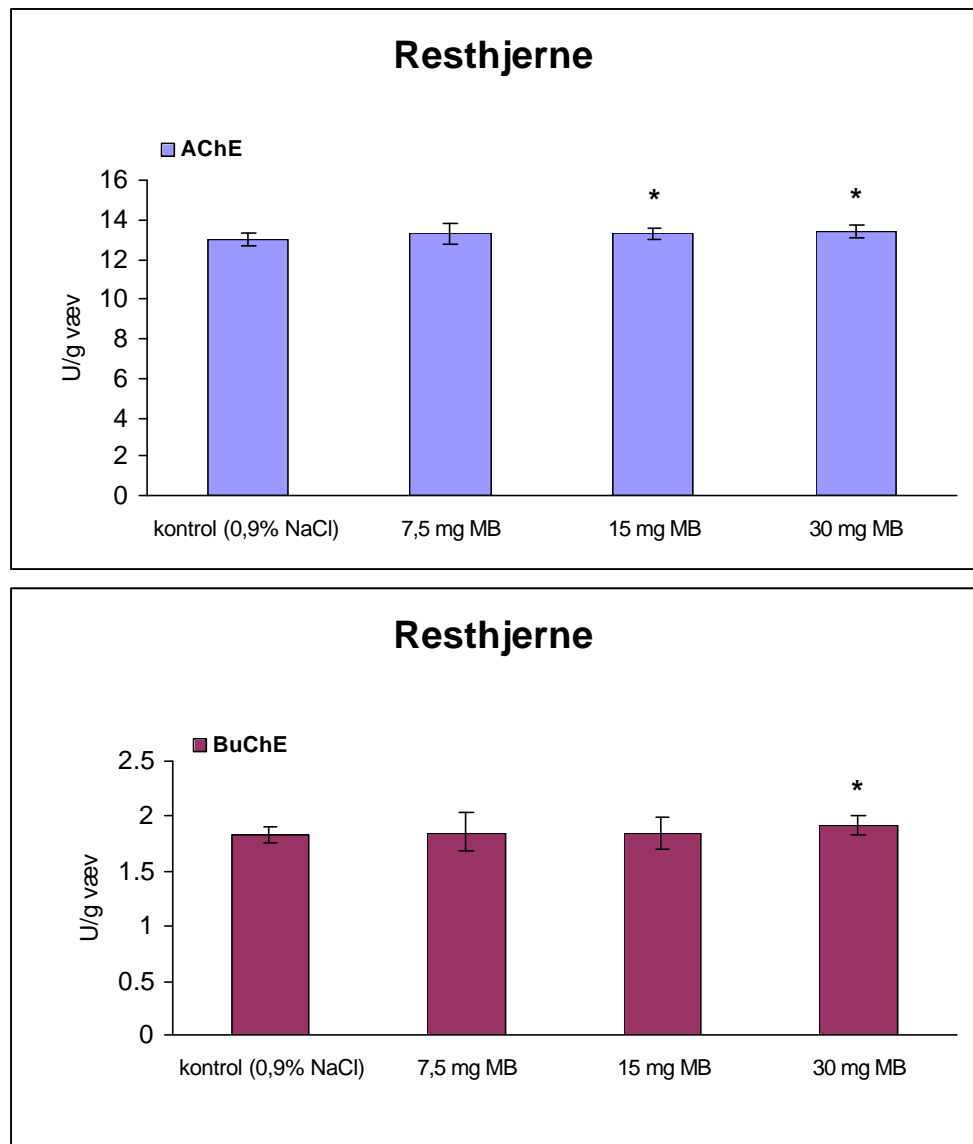 Resthjerne
AChE
*
*
16
14
12
10
8
6
4
2
0
U/g væv
kontrol (0,9% NaCl)
7,5 mg MB
15 mg MB
30 mg MB
Resthjerne
BuChE
*
2.5
2
1.5
1
0.5
0
U/g væv
kontrol (0,9% NaCl)
7,5 mg MB
15 mg MB
30 mg MB